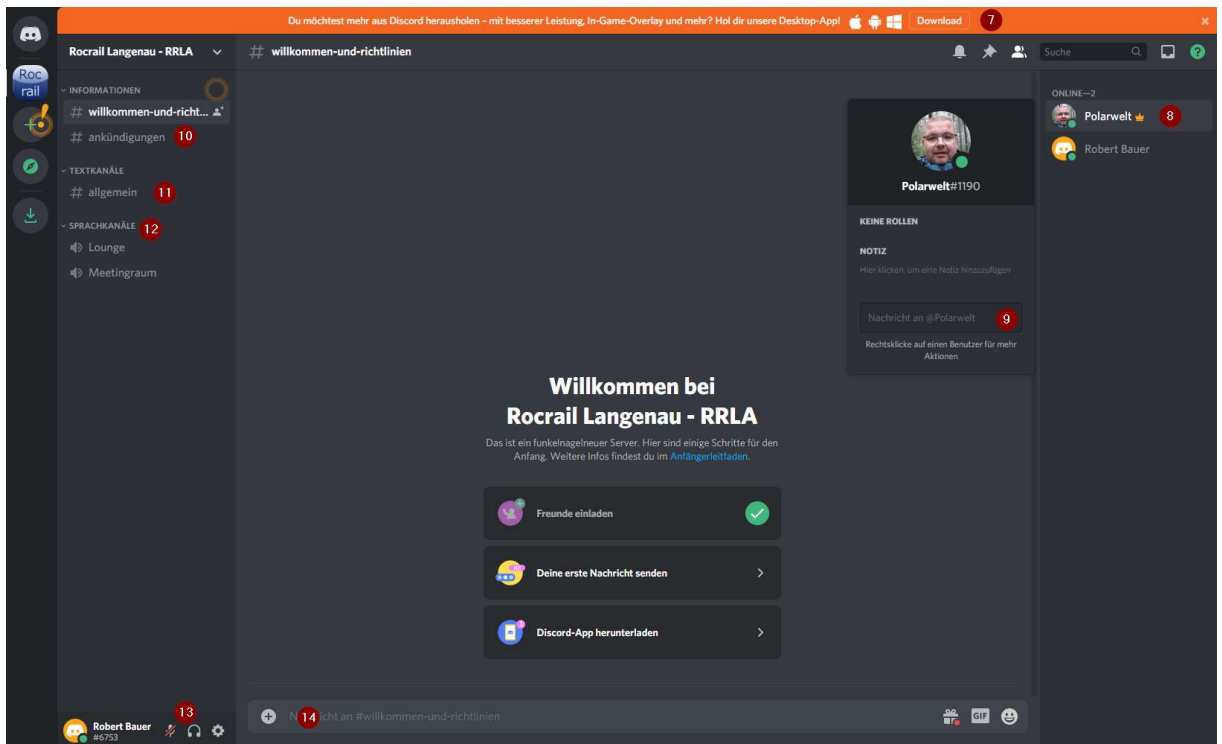 Du möchtest mehr aus Discord herausholen – mit besserer Leistung, In-Game-Overlay und mehr? Hol dir unsere Desktop-App! Download 7
Roc
rail
Rocrail Langenau - RRLA
INFORMATIONEN
willkommen-und-richt...
ankündigungen 10
TEXTKANÄLE
allgemein 11
SPRACHKANÄLE 12
Lounge
Meetingraum
13
Robert Bauer
#6753
# willkommen-und-richtlinien
Suche
Polarwelt#1190
KEINE ROLLEN
NOTIZ
Hier klicken, um eine Notiz hinzuzufügen
Nachricht an @Polarwelt 9
Rechtsklicke auf einen Benutzer für mehr
Aktionen
Willkommen bei
Rocrail Langenau - RRLA
Das ist ein funkelnagelneuer Server. Hier sind einige Schritte für den
Anfang. Weitere Infos findest du im Anfängerleitfaden.
Freunde einladen
Deine erste Nachricht senden
Discord-App herunterladen
14 icht an #willkommen-und-richtlinien
GIF
ONLINE—2
Polarwelt 8
Robert Bauer